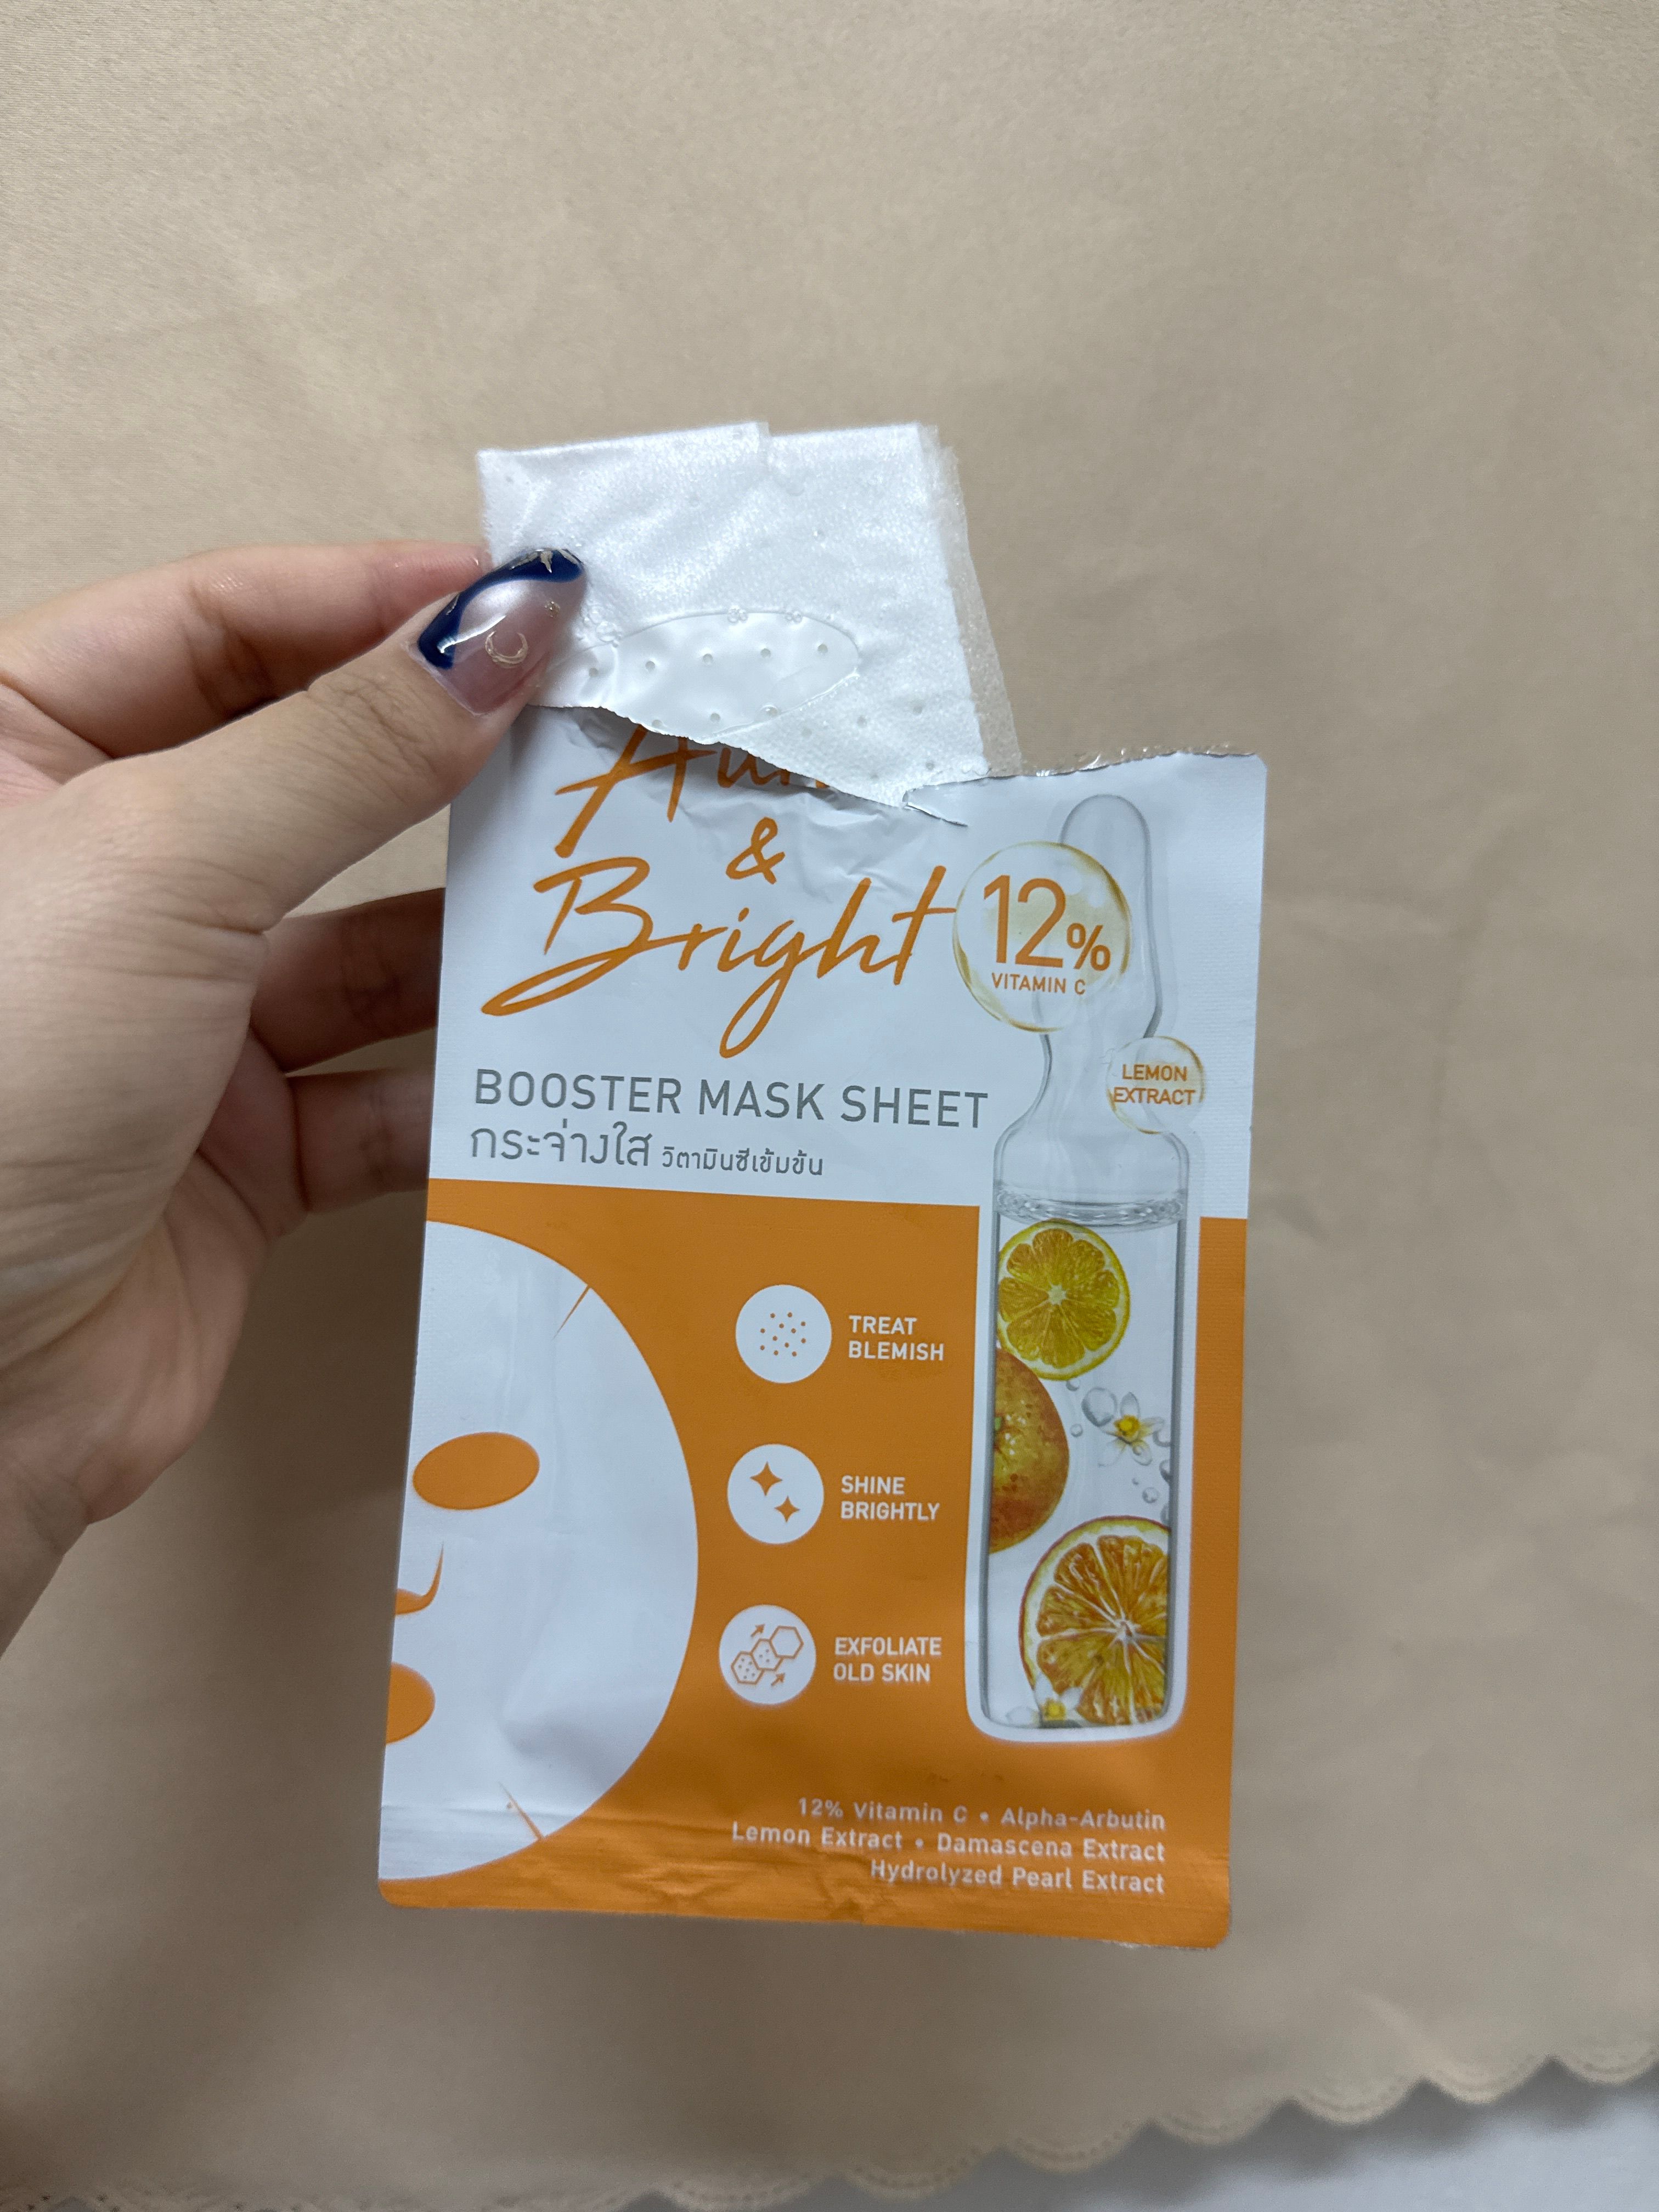 &
Bright
12%
VITAMIN C
LEMON
EXTRACT
BOOSTER MASK SHEET
กระจ่างใส วิตามินซีเข้มข้น
TREAT
BLEMISH
SHINE
BRIGHTLY
EXFOLIATE
OLD SKIN
12% Vitamin C • Alpha-Arbutin
Lemon Extract • Damascena Extract
Hydrolyzed Pearl Extract